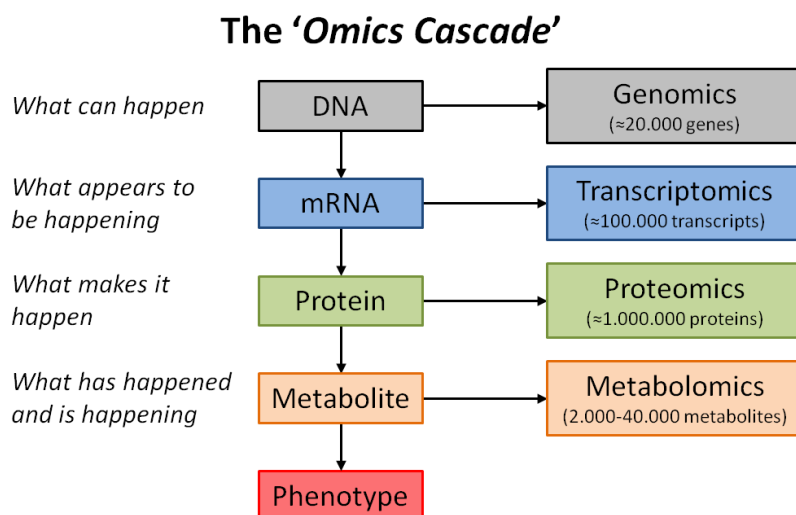 The ‘Omics Cascade’
What can happen
DNA
Genomics
(≈20.000 genes)
What appears to
be happening
mRNA
Transcriptomics
(≈100.000 transcripts)
What makes it
happen
Protein
Proteomics
(≈1.000.000 proteins)
What has happened
and is happening
Metabolite
Metabolomics
(2.000-40.000 metabolites)
Phenotype